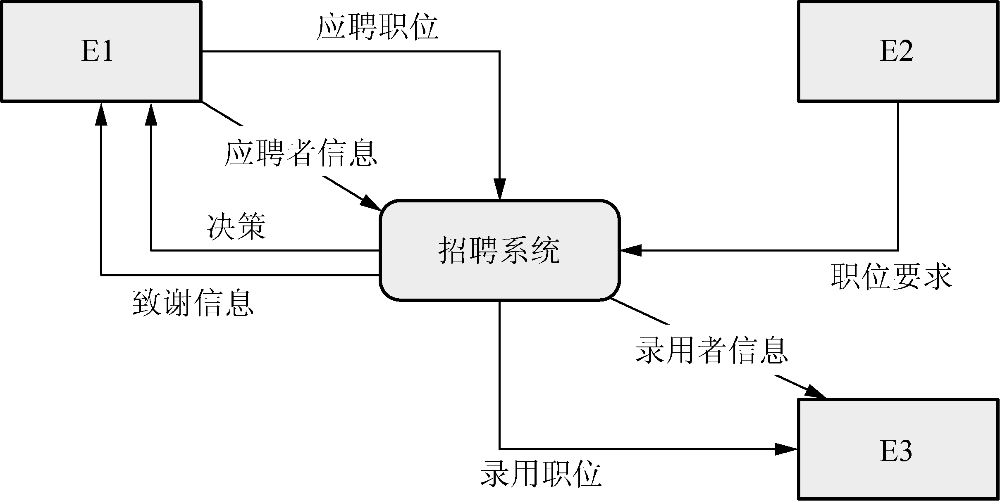 应聘职位
E1
E2
应聘者信息
决策
招聘系统
职位要求
致谢信息
录用者信息
E3
录用职位